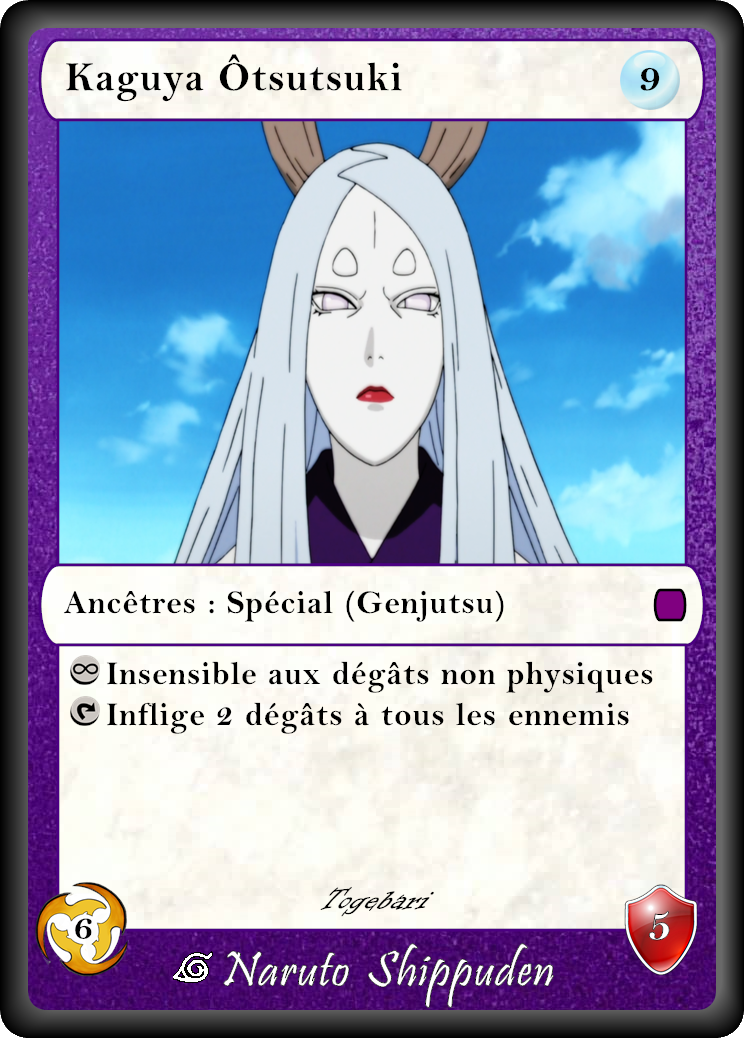 Kaguya Ôtsutsuki
9
Ancêtres : Spécial (Genjutsu)
Insensible aux dégâts non physiques
Inflige 2 dégâts à tous les ennemis
Togebari
6
5
Naruto Shippuden